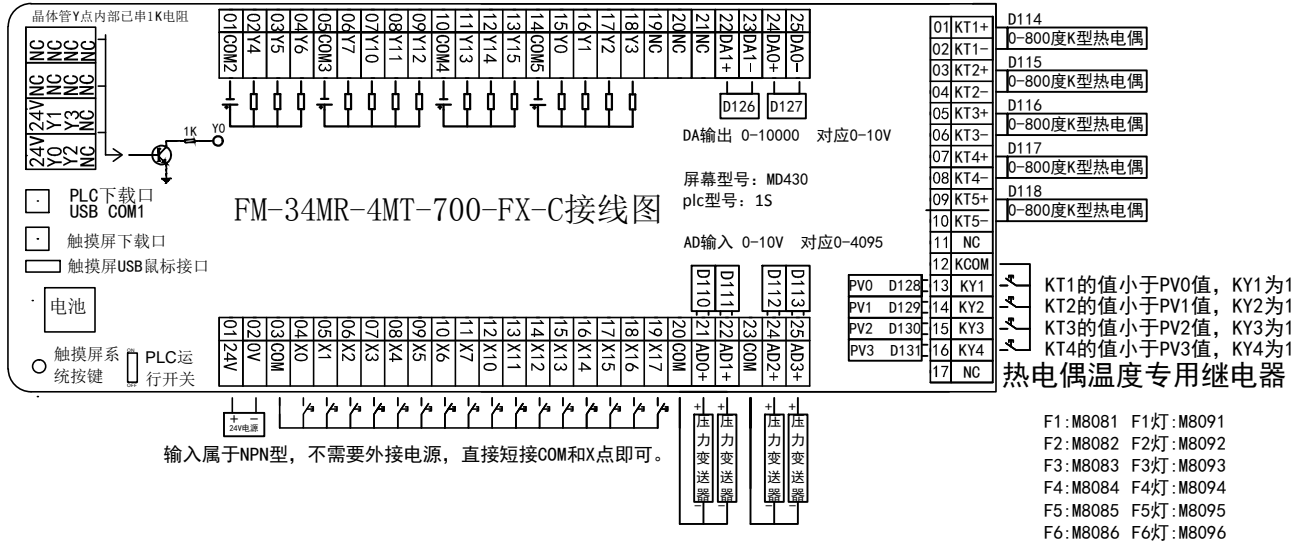 晶体管Y点内部已串1K电阻
NC NC NC NC
NC NC NC NC
24V 24V Y1 Y3 NC
24V Y0 Y2 NC
1K
Y0
01 COM2
02 Y4
03 Y5
04 Y6
05 COM3
06 Y7
07 Y10
08 Y11
09 Y12
10 COM4
11 Y13
12 Y14
13 Y15
14 COM5
15 Y0
16 Y1
17 Y2
18 Y3
19 NC
20 NC
21 NC
22 DA1+
23 DA1-
24 DA0+
25 DA0-
D126
D127
DA输出 0-10000 对应0-10V
屏幕型号: MD430
plc型号: 1S
FM-34MR-4MT-700-FX-C接线图
AD输入 0-10V 对应0-4095
PLC下载口
USB COM1
触摸屏下载口
触摸屏USB鼠标接口
电池
触摸屏系
统按键
ON
OFF
PLC运
行开关
D110
D111
D112
D113
01 24V
02 0V
03 COM
04 X0
05 X1
06 X2
07 X3
08 X4
09 X5
10 X6
11 X7
12 X10
13 X11
14 X12
15 X13
16 X14
17 X15
18 X16
19 X17
20 COM
21 AD0+
22 AD1+
23 COM
24 AD2+
25 AD3+
+ −
24V电源
输入属于NPN型，不需要外接电源，直接短接COM和X点即可。
+压力变送器−
+压力变送器−
+压力变送器−
+压力变送器−
01 KT1+
02 KT1-
03 KT2+
04 KT2-
05 KT3+
06 KT3-
07 KT4+
08 KT4-
09 KT5+
10 KT5-
11 NC
12 KCOM
PV0 D128 13 KY1
PV1 D129 14 KY2
PV2 D130 15 KY3
PV3 D131 16 KY4
17 NC
D114
0-800度K型热电偶
D115
0-800度K型热电偶
D116
0-800度K型热电偶
D117
0-800度K型热电偶
D118
0-800度K型热电偶
KT1的值小于PV0值，KY1为1
KT2的值小于PV1值，KY2为1
KT3的值小于PV2值，KY3为1
KT4的值小于PV3值，KY4为1
热电偶温度专用继电器
F1:M8081 F1灯:M8091
F2:M8082 F2灯:M8092
F3:M8083 F3灯:M8093
F4:M8084 F4灯:M8094
F5:M8085 F5灯:M8095
F6:M8086 F6灯:M8096